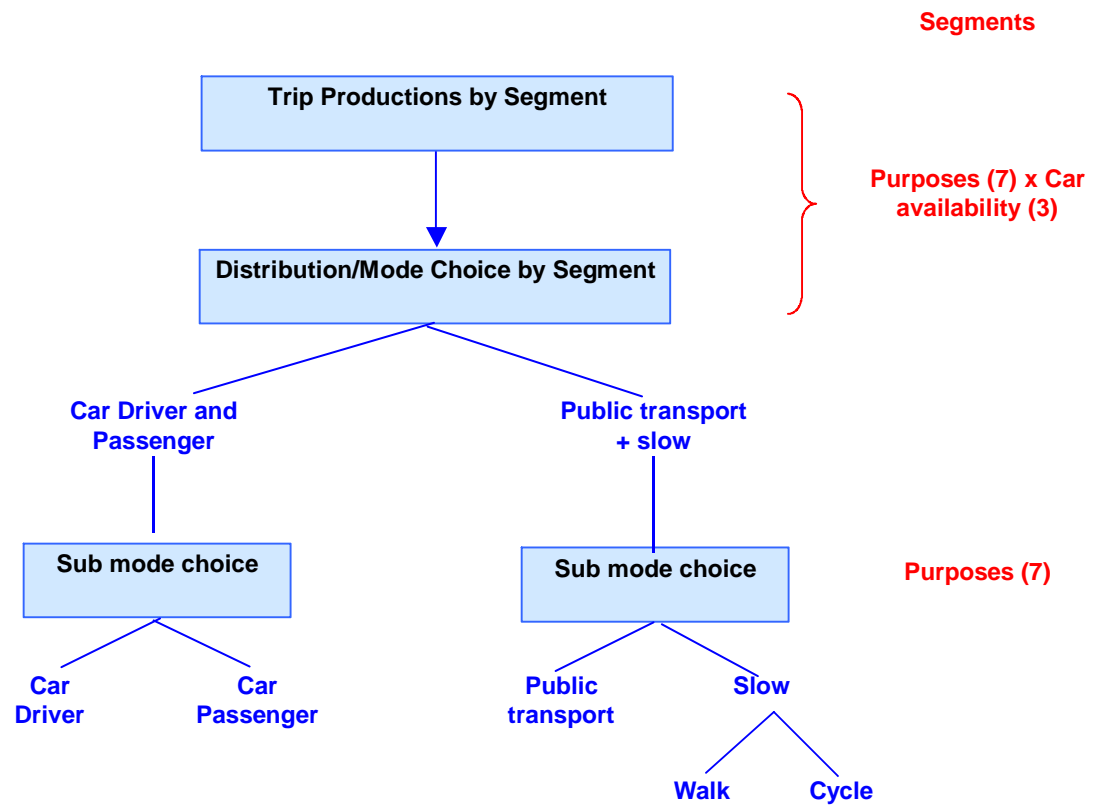 Segments
Trip Productions by Segment
Purposes (7) x Car
availability (3)
Distribution/Mode Choice by Segment
Car Driver and
Passenger
Public transport
+ slow
Sub mode choice
Sub mode choice
Purposes (7)
Car
Driver
Car
Passenger
Public
transport
Slow
Walk
Cycle